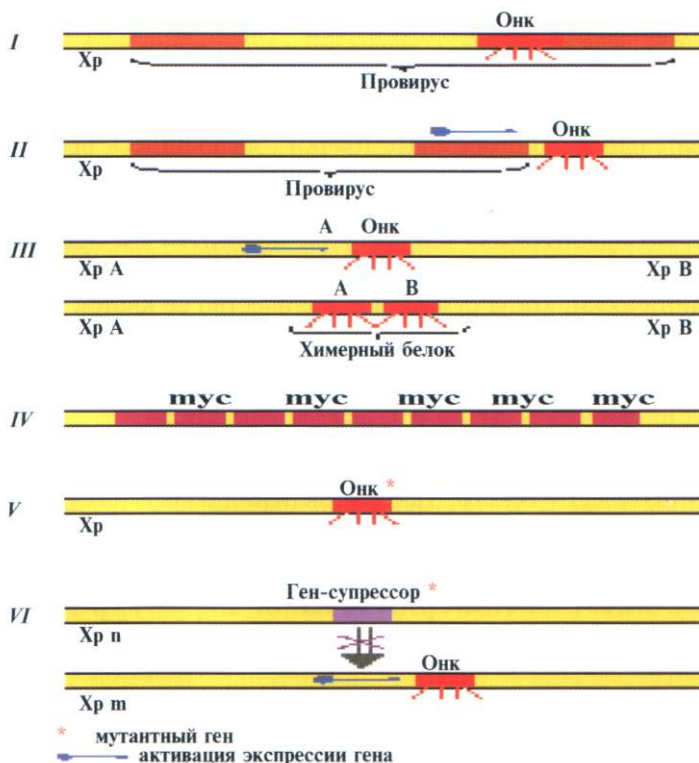 Онк
I
Хр
Провирус
Онк
II
Хр
Провирус
А Онк
III
Хр А Хр В
А В
Хр А Хр В
Химерный белок
myc myc myc myc myc
IV
Онк *
V
Хр
Ген-супрессор *
VI
Хр n
Онк
Хр m
* мутантный ген
активация экспрессии гена